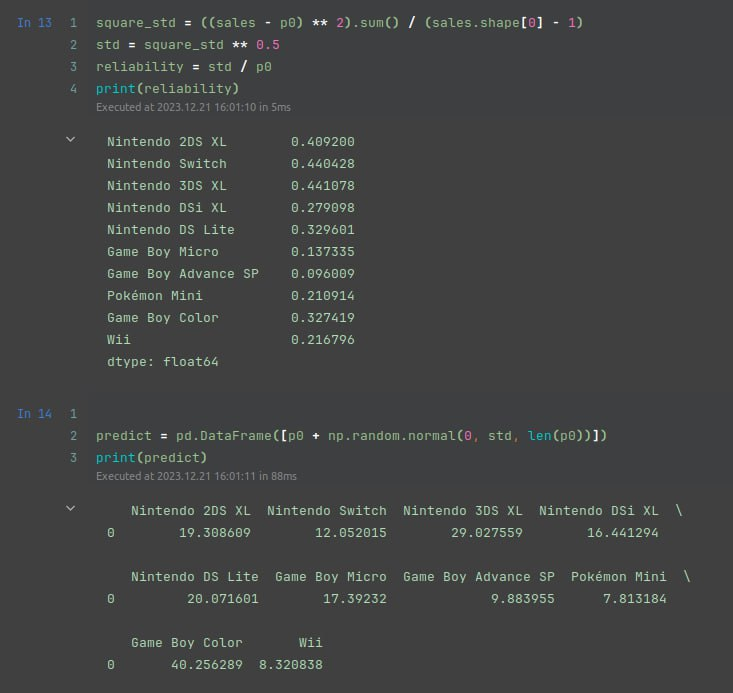 In 13 1 square_std = ((sales - p0) ** 2).sum() / (sales.shape[0] - 1)
2 std = square_std ** 0.5
3 reliability = std / p0
4 print(reliability)
Executed at 2023.12.21 16:01:10 in 5ms
Nintendo 2DS XL 0.409200
Nintendo Switch 0.440428
Nintendo 3DS XL 0.441078
Nintendo DSi XL 0.279098
Nintendo DS Lite 0.329601
Game Boy Micro 0.137335
Game Boy Advance SP 0.096009
Pokémon Mini 0.210914
Game Boy Color 0.327419
Wii 0.216796
dtype: float64
In 14 1
2 predict = pd.DataFrame([p0 + np.random.normal(0, std, len(p0))])
3 print(predict)
Executed at 2023.12.21 16:01:11 in 88ms
Nintendo 2DS XL Nintendo Switch Nintendo 3DS XL Nintendo DSi XL \
0 19.308609 12.052015 29.027559 16.441294
Nintendo DS Lite Game Boy Micro Game Boy Advance SP Pokémon Mini \
0 20.071601 17.39232 9.883955 7.813184
Game Boy Color Wii
0 40.256289 8.320838